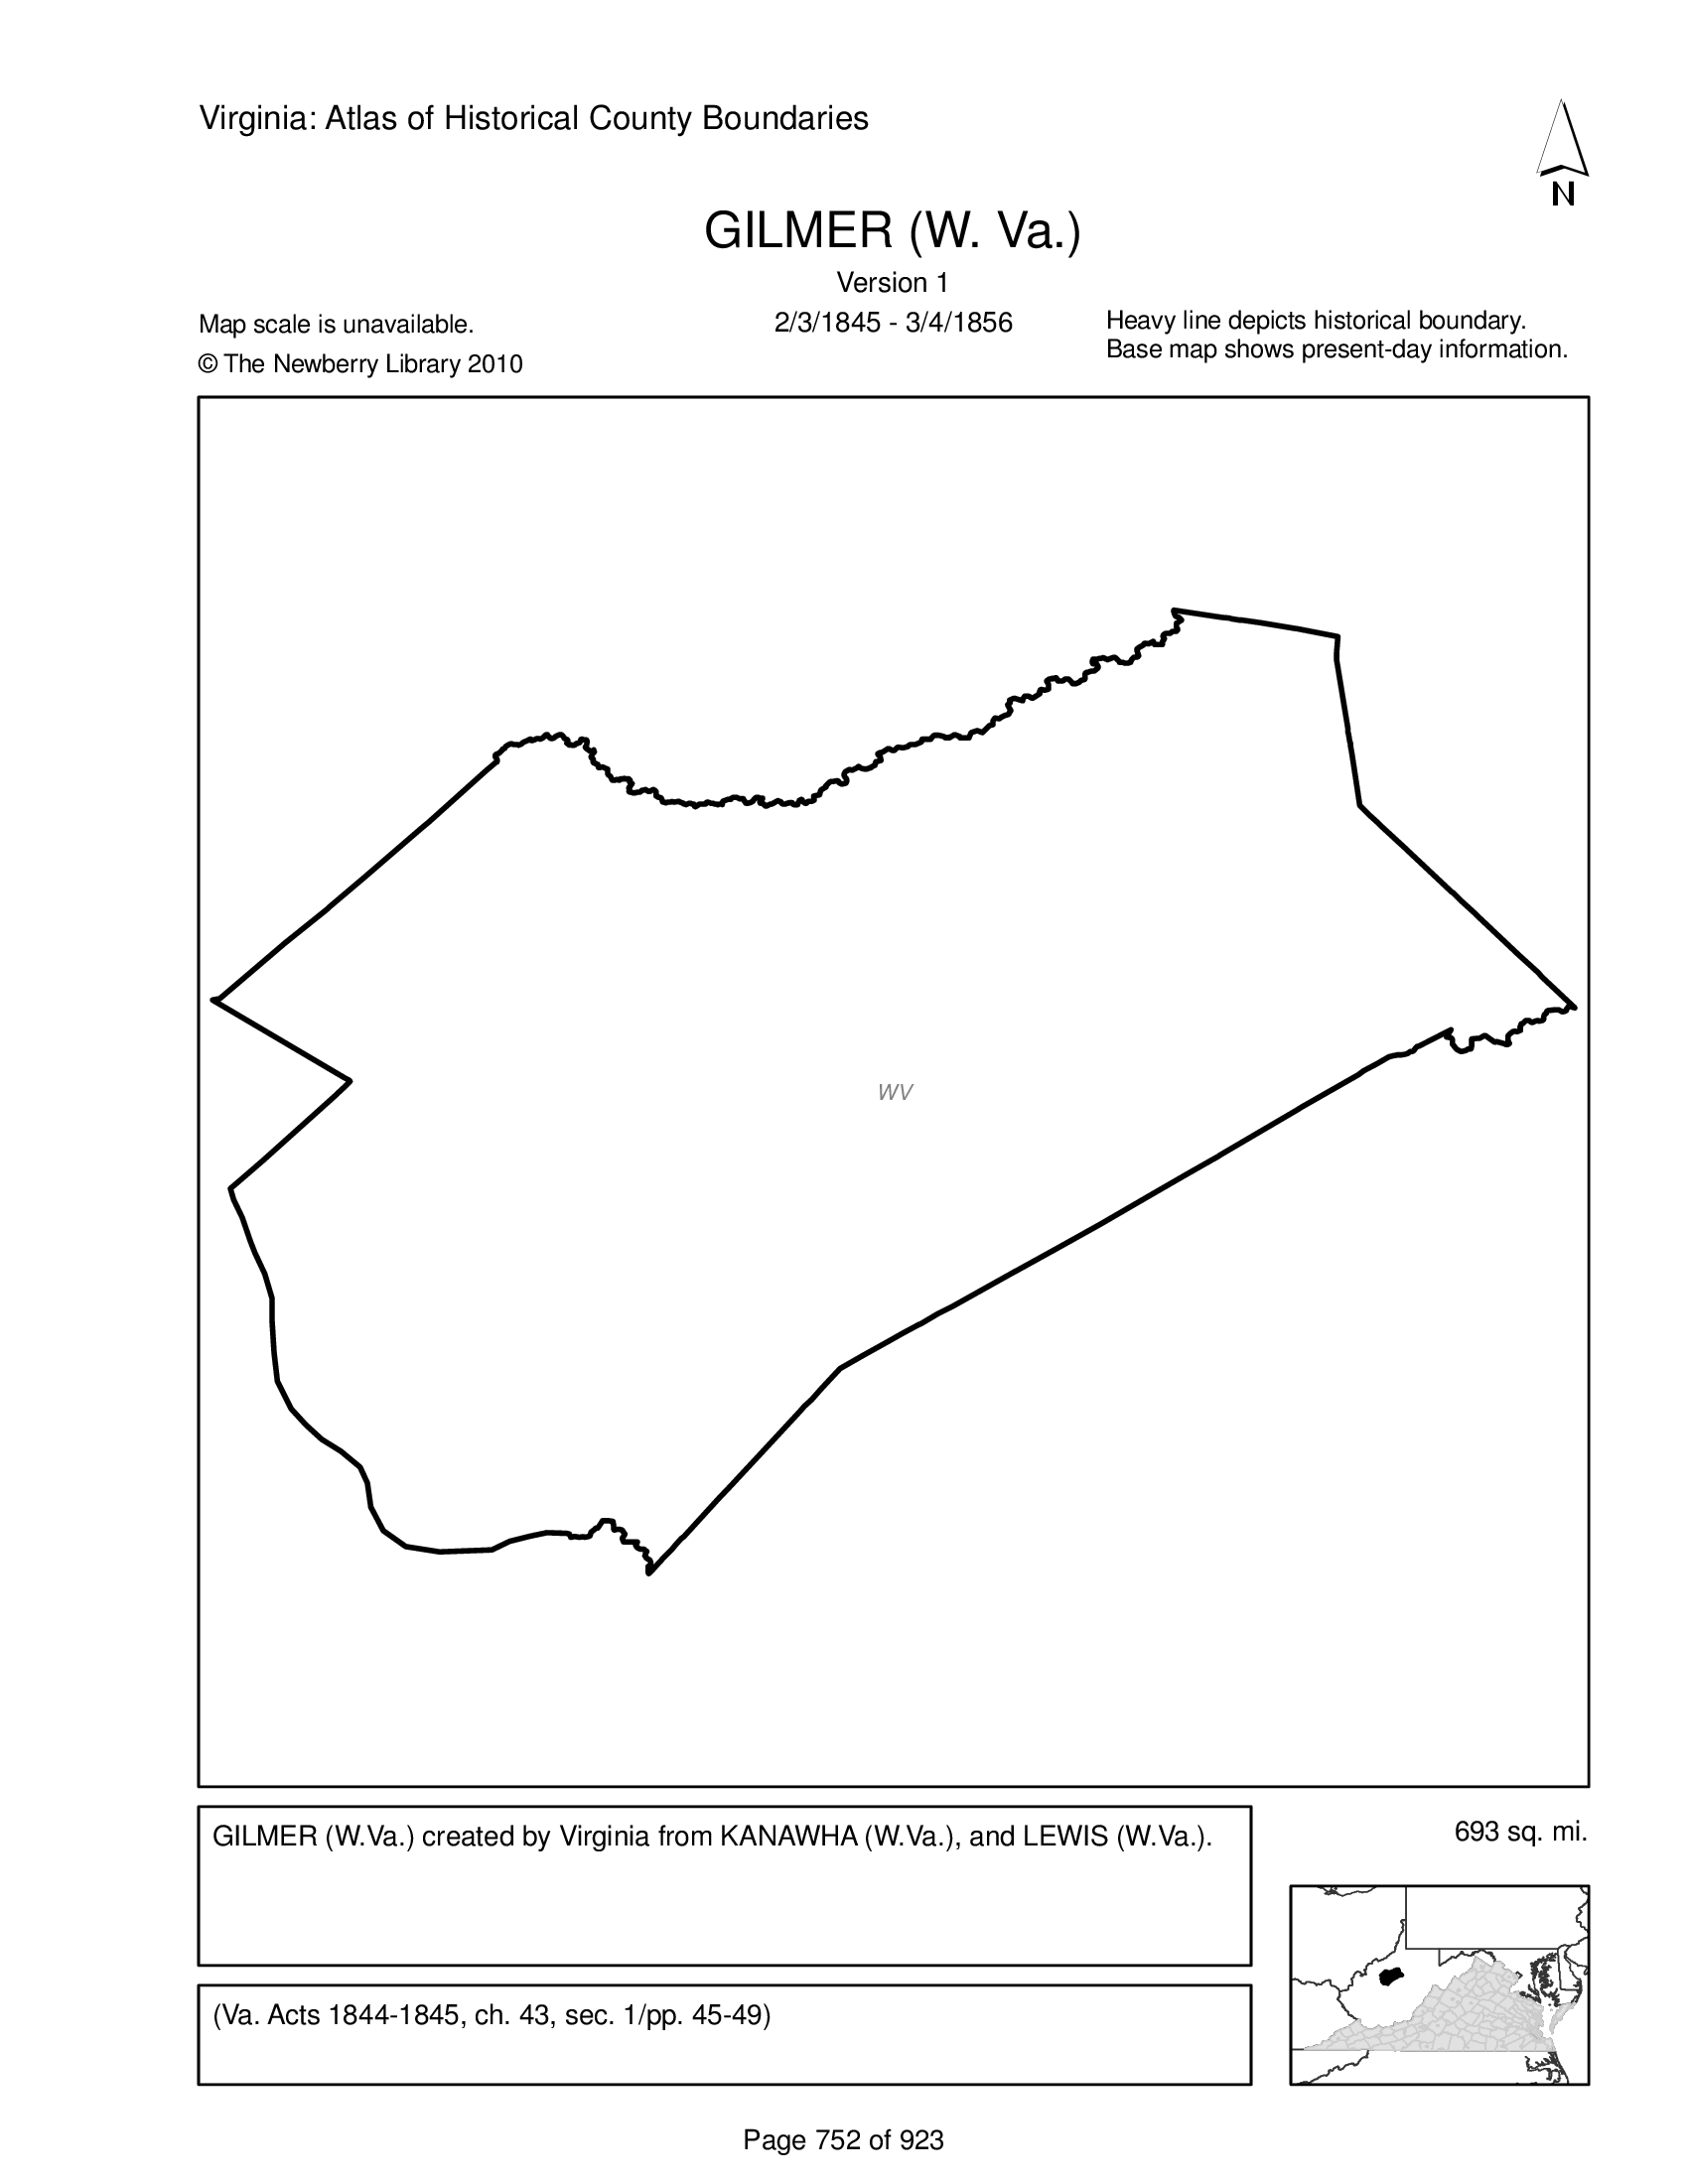 Virginia: Atlas of Historical County Boundaries
N
GILMER (W. Va.)
Version 1
2/3/1845 - 3/4/1856
Map scale is unavailable.
© The Newberry Library 2010
Heavy line depicts historical boundary.
Base map shows present-day information.
WV
GILMER (W.Va.) created by Virginia from KANAWHA (W.Va.), and LEWIS (W.Va.).
693 sq. mi.
(Va. Acts 1844-1845, ch. 43, sec. 1/pp. 45-49)
Page 752 of 923